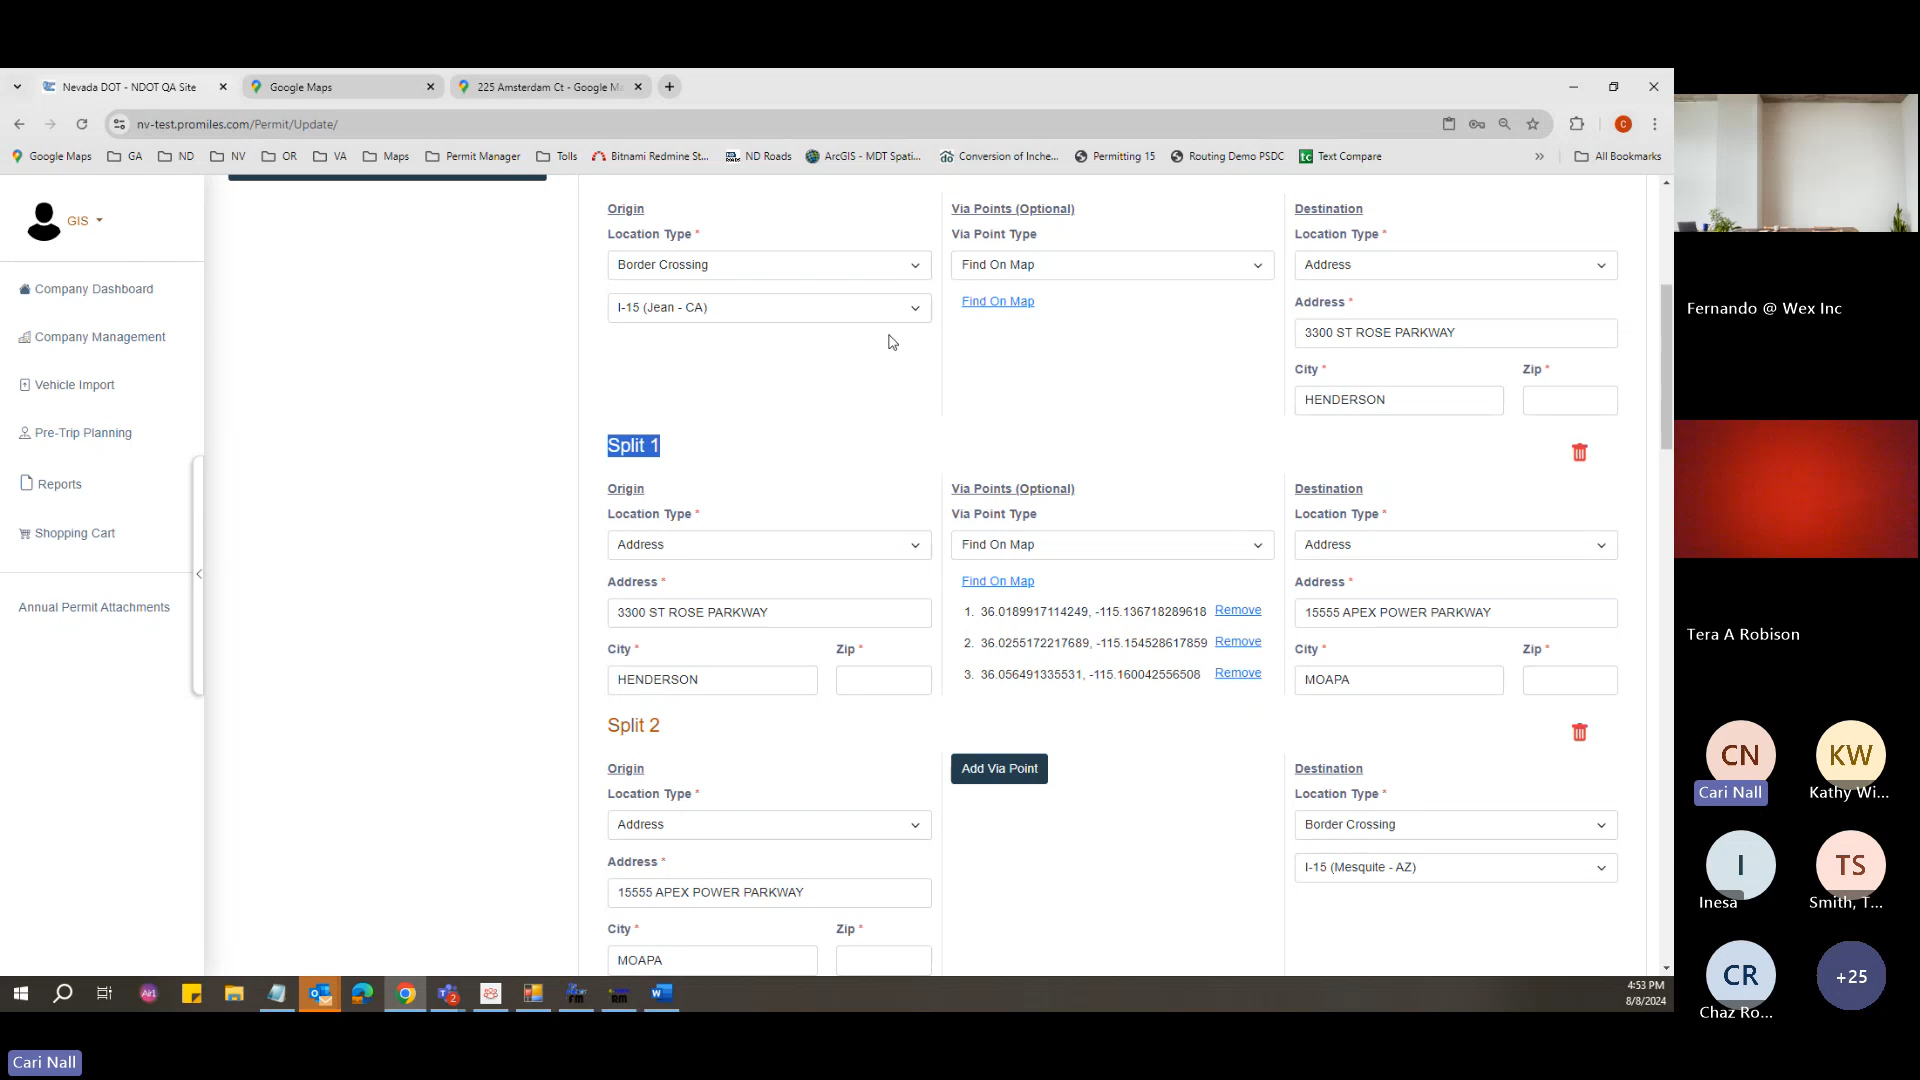 Nevada DOT - NDOT QA Site
Google Maps
225 Amsterdam Ct - Google Ma
nv-test.promiles.com/Permit/Update/
C
Google Maps
GA
ND
NV
OR
VA
Maps
Permit Manager
Tolls
Bitnami Redmine St...
ND Roads
ArcGIS - MDT Spati...
Conversion of Inche...
Permitting 15
Routing Demo PSDC
Text Compare
All Bookmarks
GIS
Company Dashboard
Company Management
Vehicle Import
Pre-Trip Planning
Reports
Shopping Cart
Annual Permit Attachments
Origin
Location Type *
Border Crossing
I-15 (Jean - CA)
Via Points (Optional)
Via Point Type
Find On Map
Find On Map
Destination
Location Type *
Address
Address *
3300 ST ROSE PARKWAY
City *
Zip *
HENDERSON
Split 1
Origin
Location Type *
Address
Address *
3300 ST ROSE PARKWAY
City *
Zip *
HENDERSON
Via Points (Optional)
Via Point Type
Find On Map
Find On Map
1. 36.0189917114249, -115.136718289618 Remove
2. 36.0255172217689, -115.154528617859 Remove
3. 36.056491335531, -115.160042556508 Remove
Destination
Location Type *
Address
Address *
15555 APEX POWER PARKWAY
City *
Zip *
MOAPA
Split 2
Origin
Location Type *
Address
Address *
15555 APEX POWER PARKWAY
City *
Zip *
MOAPA
Add Via Point
Destination
Location Type *
Border Crossing
I-15 (Mesquite - AZ)
4:53 PM
8/8/2024
Fernando @ Wex Inc
Tera A Robison
CN
Cari Nall
KW
Kathy Wi...
I
Inesa
TS
Smith, T...
CR
Chaz Ro...
+25
Cari Nall